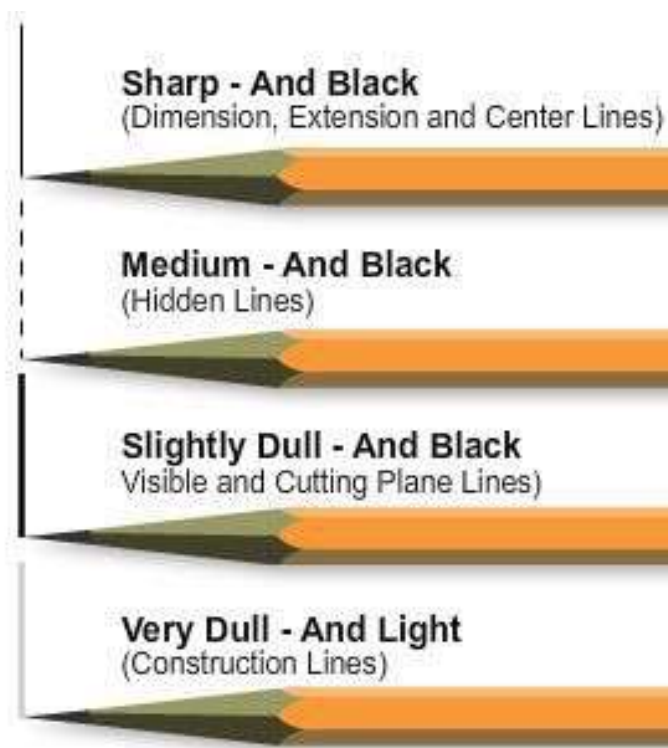 Sharp - And Black
(Dimension, Extension and Center Lines)
Medium - And Black
(Hidden Lines)
Slightly Dull - And Black
Visible and Cutting Plane Lines)
Very Dull - And Light
(Construction Lines)